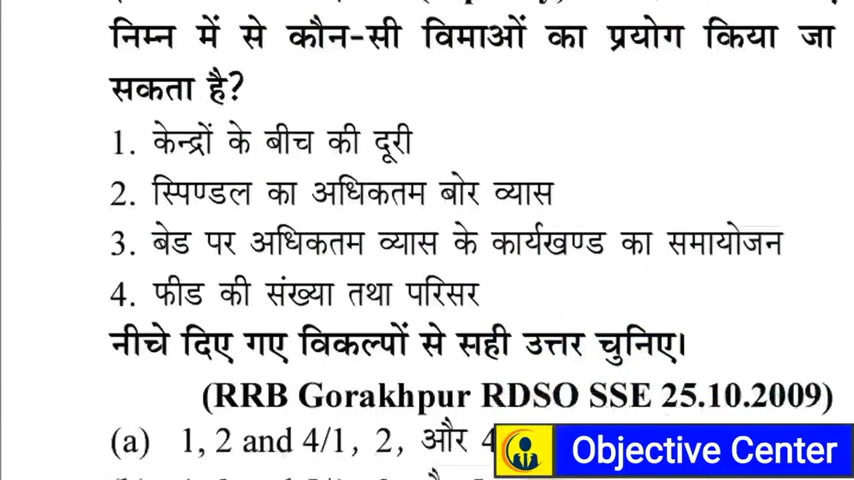 निम्न में से कौन-सी विमाओं का प्रयोग किया जा
सकता है?
1. केन्द्रों के बीच की दूरी
2. स्पिण्डल का अधिकतम बोर व्यास
3. बेड पर अधिकतम व्यास के कार्यखण्ड का समायोजन
4. फीड की संख्या तथा परिसर
नीचे दिए गए विकल्पों से सही उत्तर चुनिए।
(RRB Gorakhpur RDSO SSE 25.10.2009)
(a) 1, 2 and 4/1, 2, और 4
Objective Center